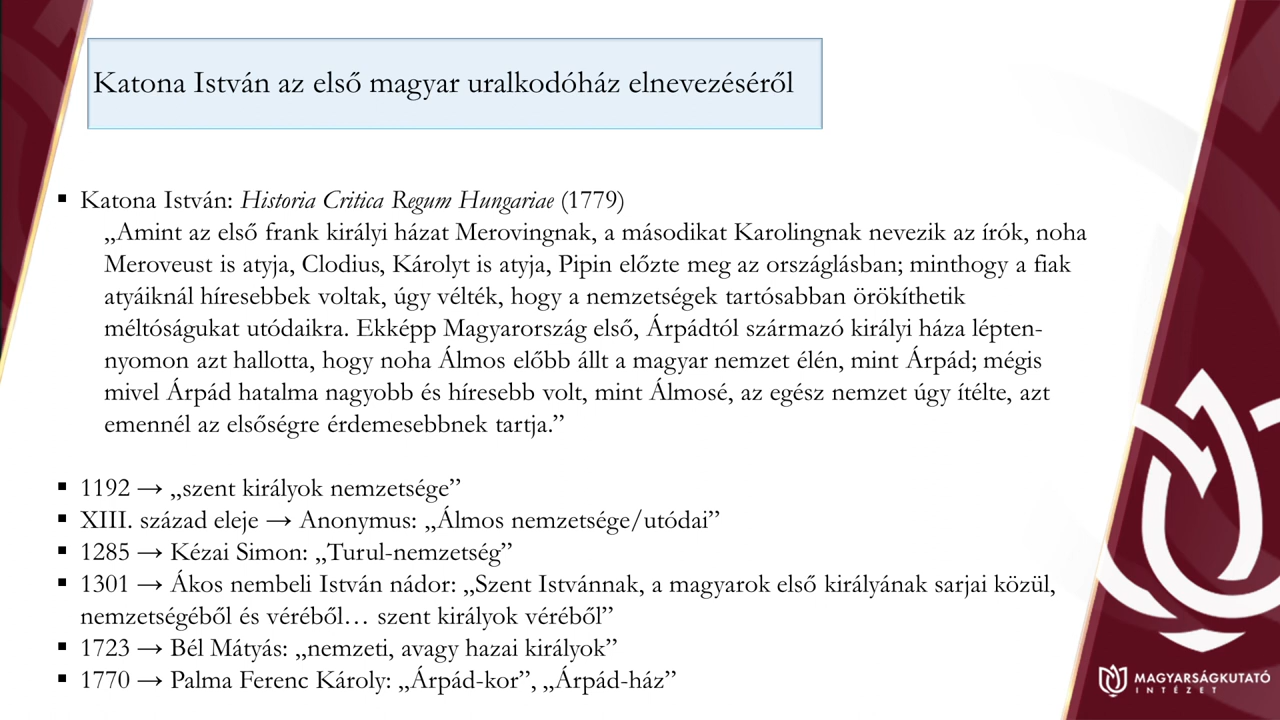 Katona István az első magyar uralkodóház elnevezéséről
▪ Katona István: Historia Critica Regum Hungariae (1779)
„Amint az első frank királyi házat Merovingnak, a másodikat Karolingnak nevezik az írók, noha
Meroveust is atyja, Clodius, Károlyt is atyja, Pipin előzte meg az országlásban; minthogy a fiak
atyáiknál híresebbek voltak, úgy vélték, hogy a nemzetségek tartósabban örökíthetik
méltóságukat utódaikra. Ekképp Magyarország első, Árpádtól származó királyi háza lépten-
nyomon azt hallotta, hogy noha Álmos előbb állt a magyar nemzet élén, mint Árpád; mégis
mivel Árpád hatalma nagyobb és híresebb volt, mint Álmosé, az egész nemzet úgy ítélte, azt
emennél az elsőségre érdemesebbnek tartja.”
▪ 1192 → „szent királyok nemzetsége”
▪ XIII. század eleje → Anonymus: „Álmos nemzetsége/utódai”
▪ 1285 → Kézai Simon: „Turul-nemzetség”
▪ 1301 → Ákos nembeli István nádor: „Szent Istvánnak, a magyarok első királyának sarjai közül,
nemzetségéből és véréből… szent királyok véréből”
▪ 1723 → Bél Mátyás: „nemzeti, avagy hazai királyok”
▪ 1770 → Palma Ferenc Károly: „Árpád-kor”, „Árpád-ház”
MAGYARSÁGKUTATÓ
INTÉZET